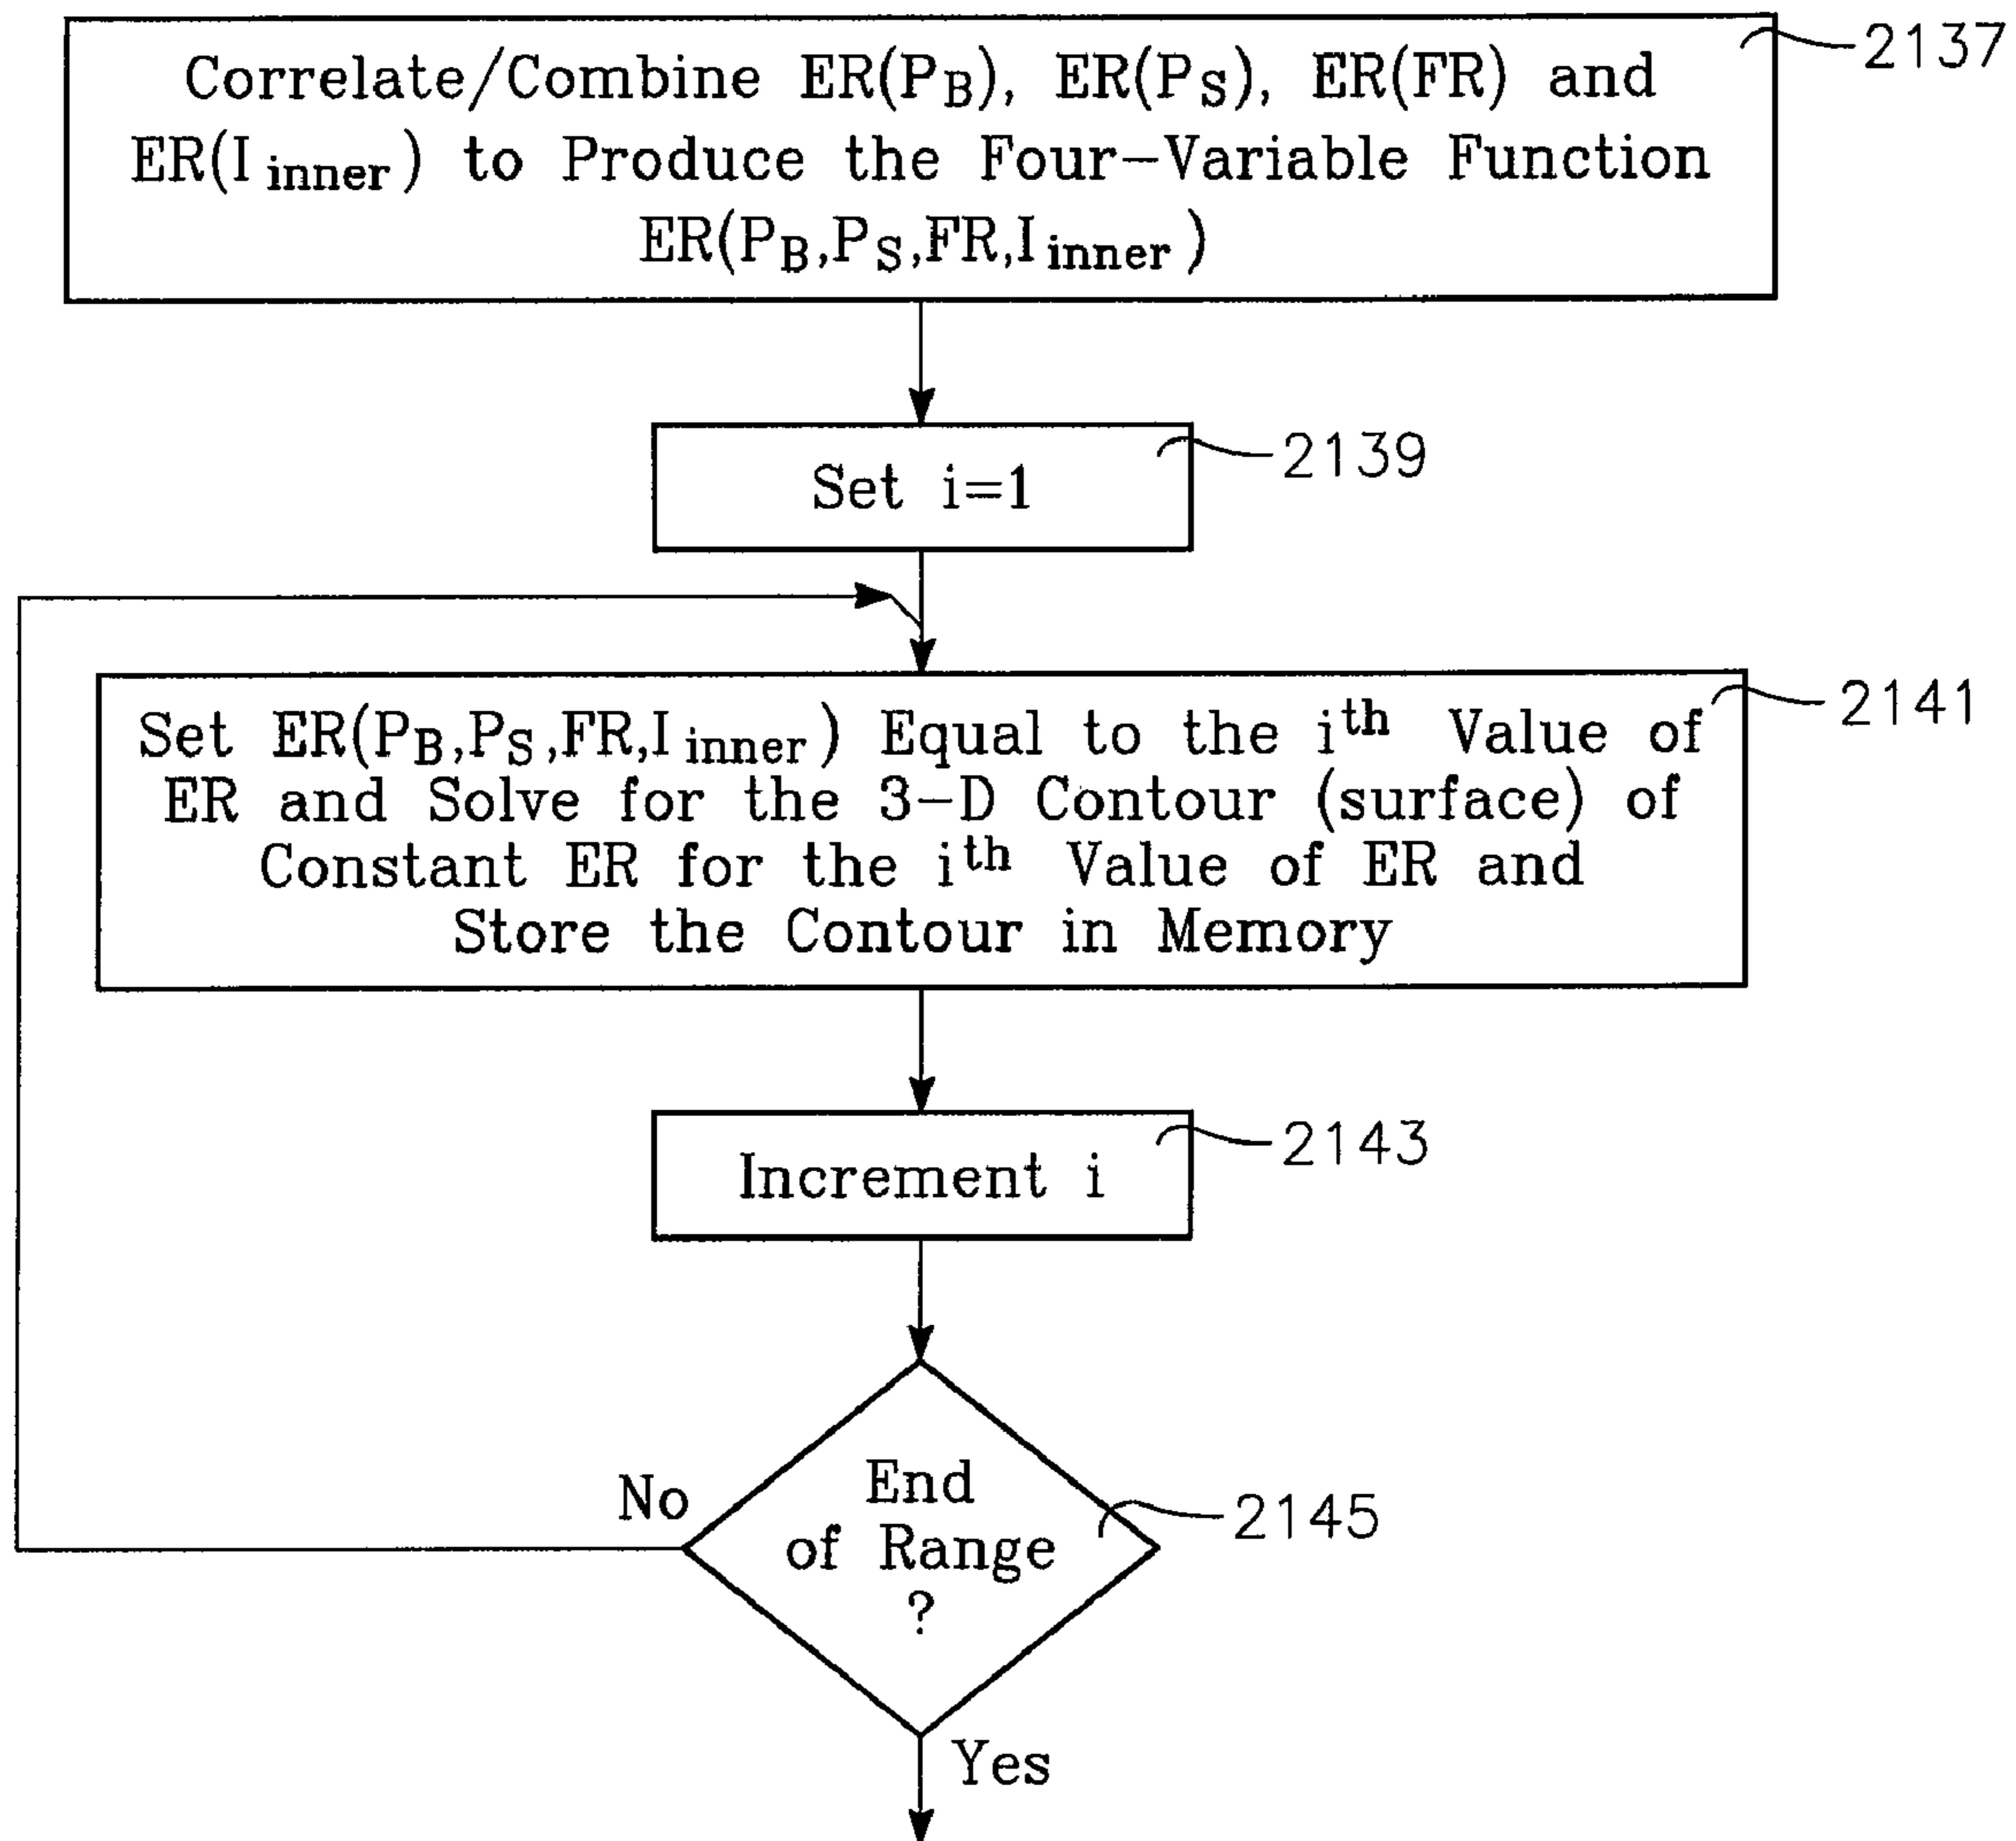 2137
Correlate/Combine ER(PB), ER(PS), ER(FR) and
ER(Iinner) to Produce the Four-Variable Function
ER(PB,PS,FR,Iinner)
2139
Set i=1
2141
Set ER(PB,PS,FR,Iinner) Equal to the ith Value of
ER and Solve for the 3-D Contour (surface) of
Constant ER for the ith Value of ER and
Store the Contour in Memory
2143
Increment i
No
End
of Range
?
2145
Yes